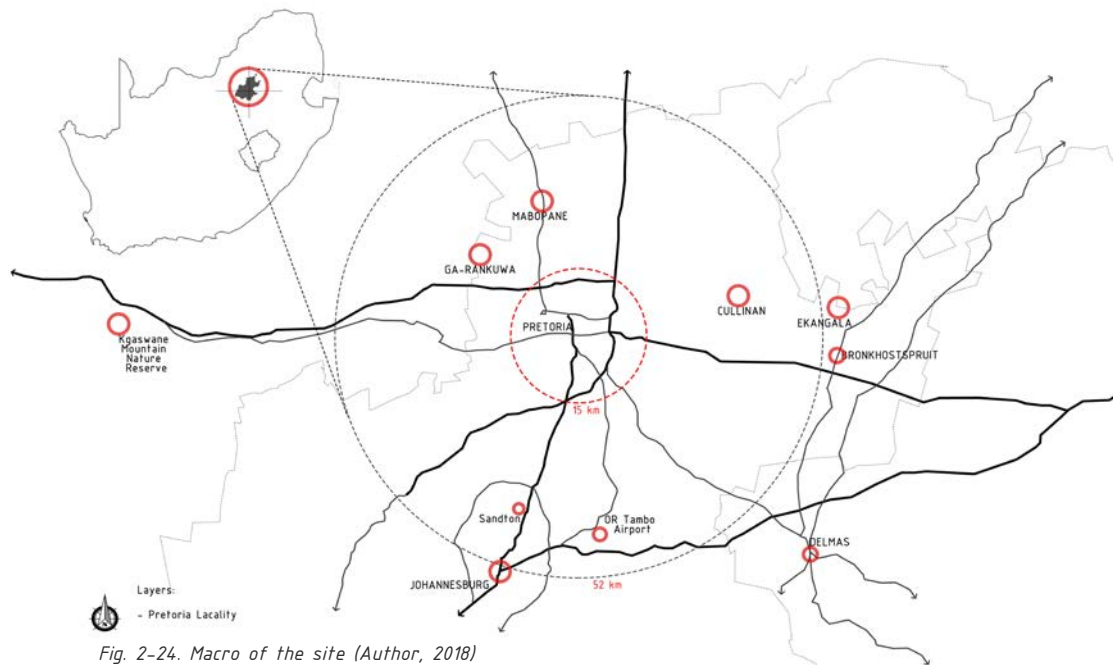 MABOPANE
GA-RANKUWA
CULLINAN
EKANGALA
Kgaswane
Mountain
Nature
Reserve
PRETORIA
BRONKHOSTSPRUIT
15 km
Sandton
OR Tambo
Airport
DELMAS
JOHANNESBURG
52 km
Layers:
- Pretoria Lacality
Fig. 2-24. Macro of the site (Author, 2018)